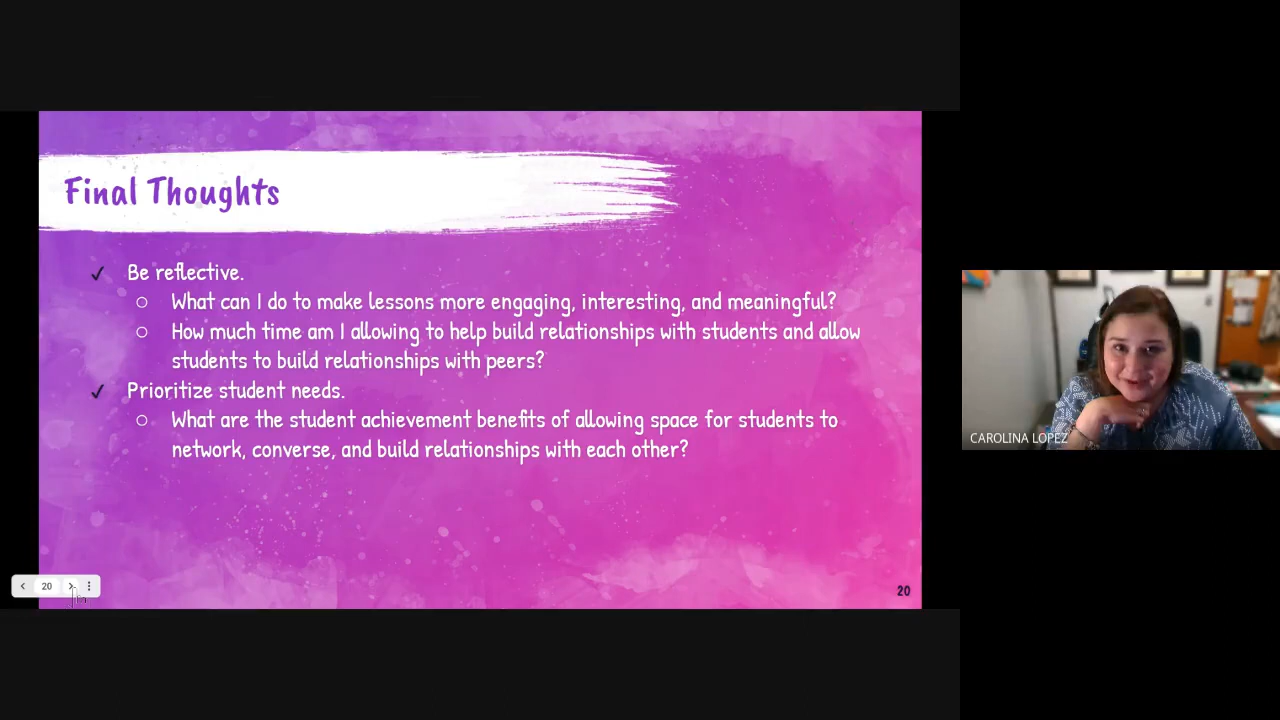 Final Thoughts
✓ Be reflective.
○ What can I do to make lessons more engaging, interesting, and meaningful?
○ How much time am I allowing to help build relationships with students and allow
students to build relationships with peers?
✓ Prioritize student needs.
○ What are the student achievement benefits of allowing space for students to
network, converse, and build relationships with each other?
20
20
CAROLINA LOPEZ